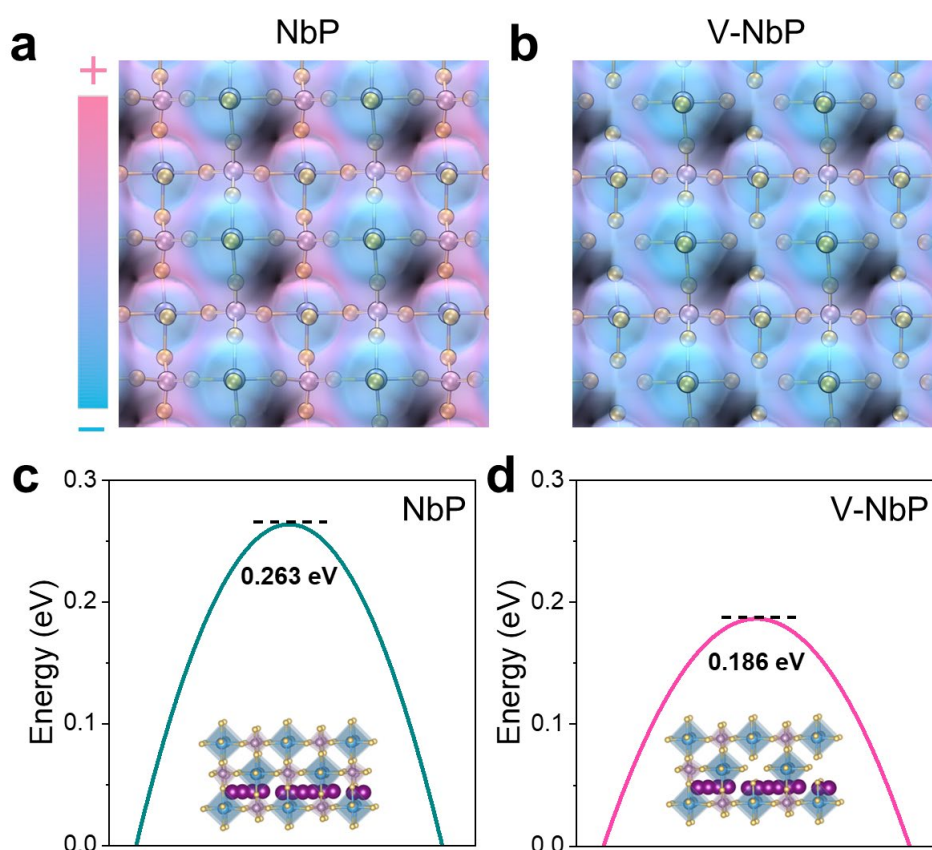 a
NbP
b
V-NbP
+
−
c
0.3
0.2
0.1
0.0
Energy (eV)
NbP
0.263 eV
d
0.3
0.2
0.1
0.0
Energy (eV)
V-NbP
0.186 eV